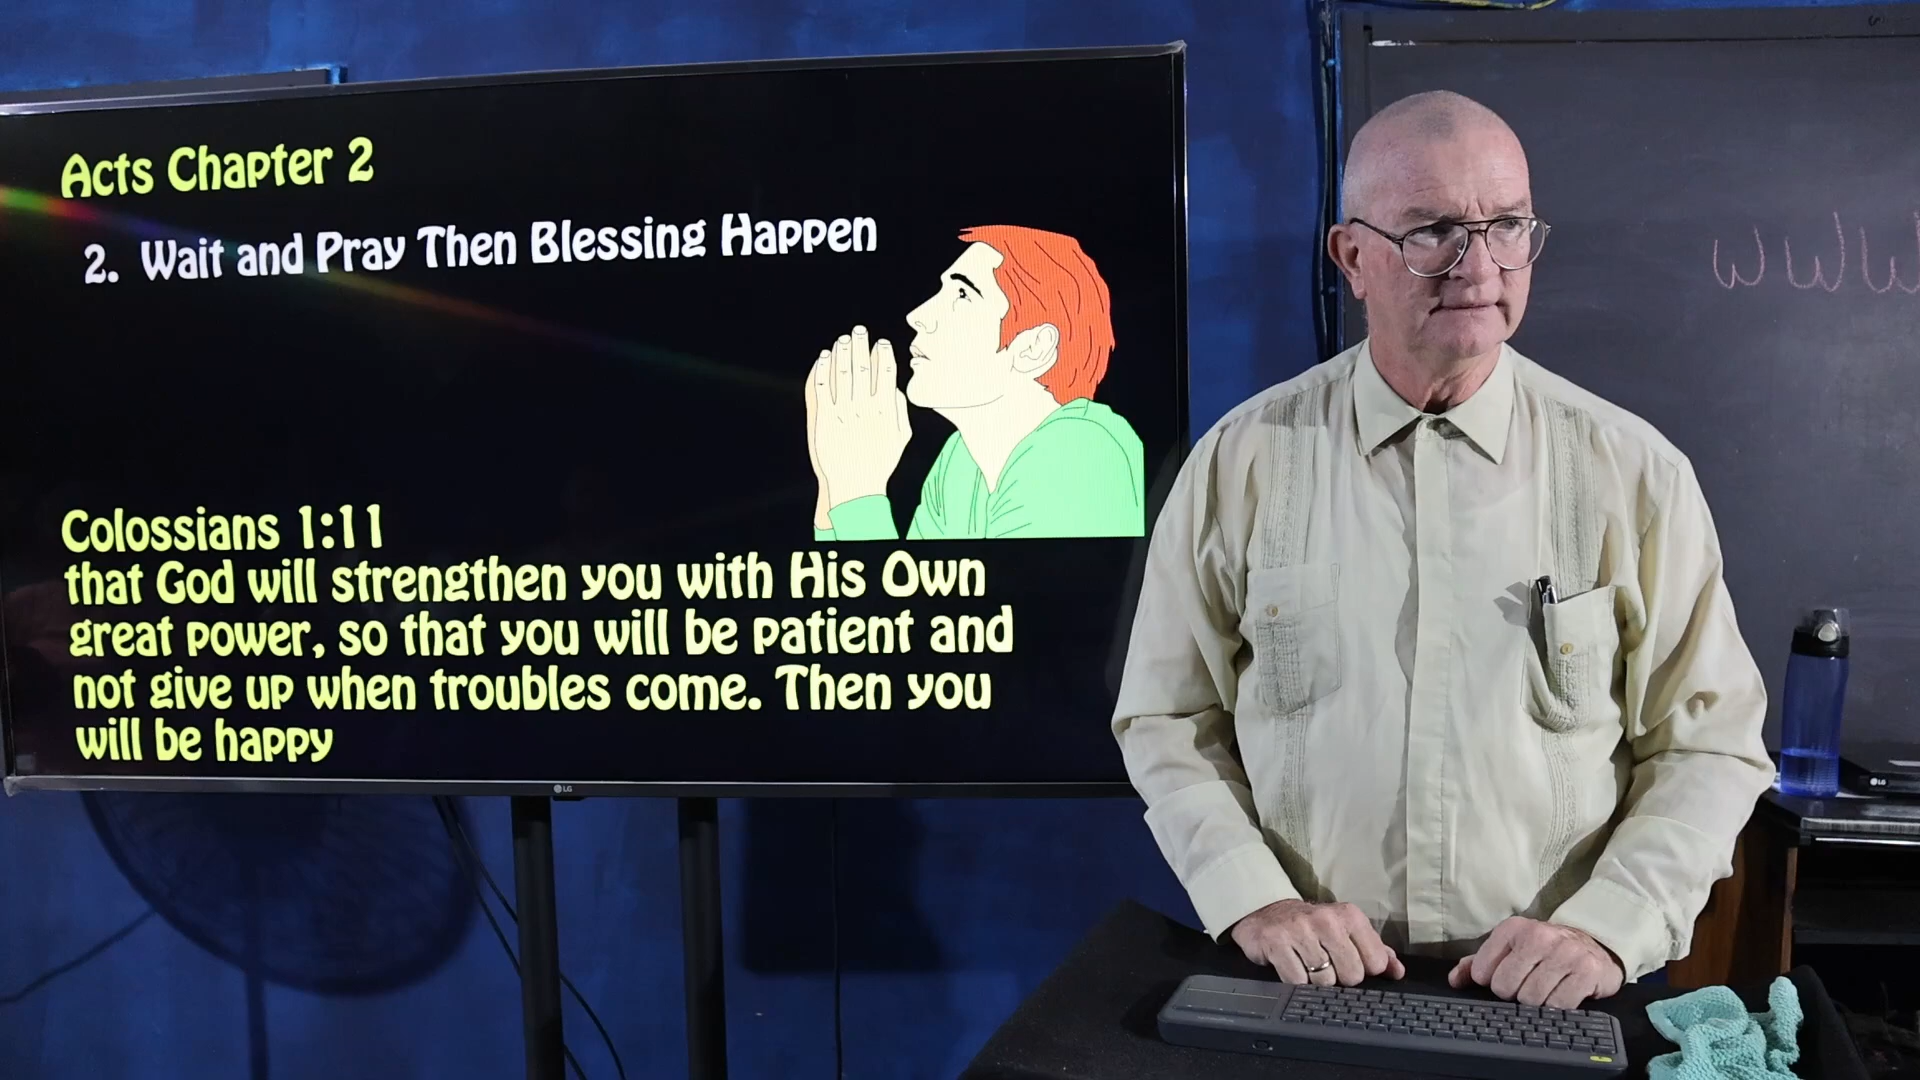 Acts Chapter 2
2. Wait and Pray Then Blessing Happen
Colossians 1:11
that God will strengthen you with His Own
great power, so that you will be patient and
not give up when troubles come. Then you
will be happy
LG
www
LG